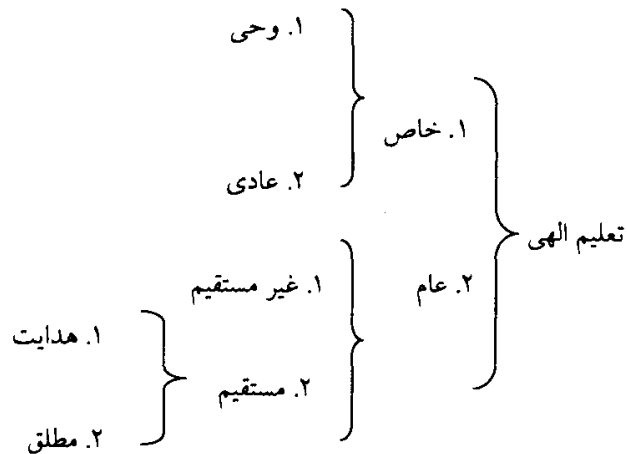 تعلیم الهی
۱. خاص
۱. وحی
۲. عادی
۲. عام
۱. غیر مستقیم
۲. مستقیم
۱. هدایت
۲. مطلق